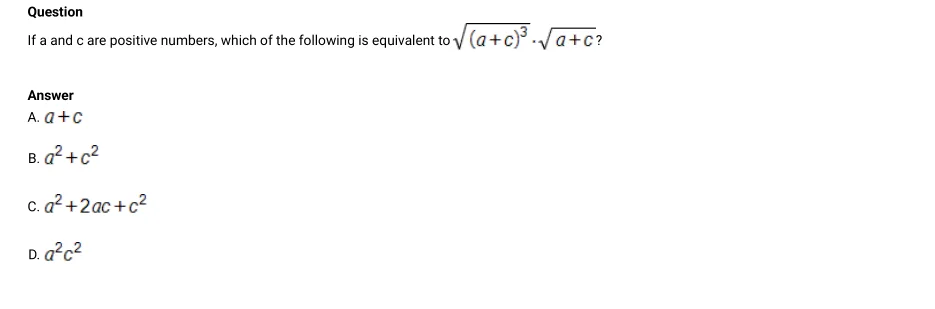 Question
If a and c are positive numbers, which of the following is equivalent to √(a+c)³ · √a+c?
Answer
A. a+c
B. a²+c²
C. a²+2ac+c²
D. a²c²